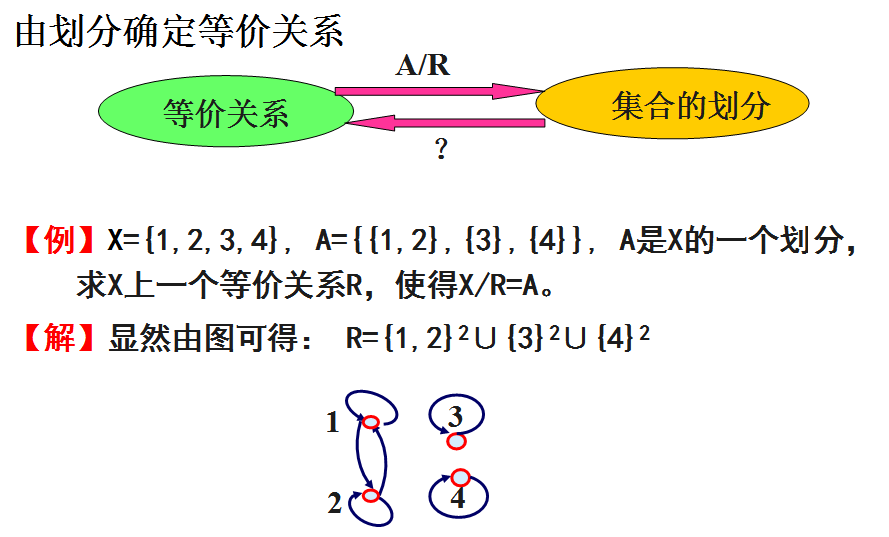 由划分确定等价关系
A/R
等价关系
集合的划分
?
【例】X={1,2,3,4}, A={{1,2},{3},{4}}, A是X的一个划分,
求X上一个等价关系R, 使得X/R=A。
【解】显然由图可得: R={1,2}²∪{3}²∪{4}²
1
3
2
4